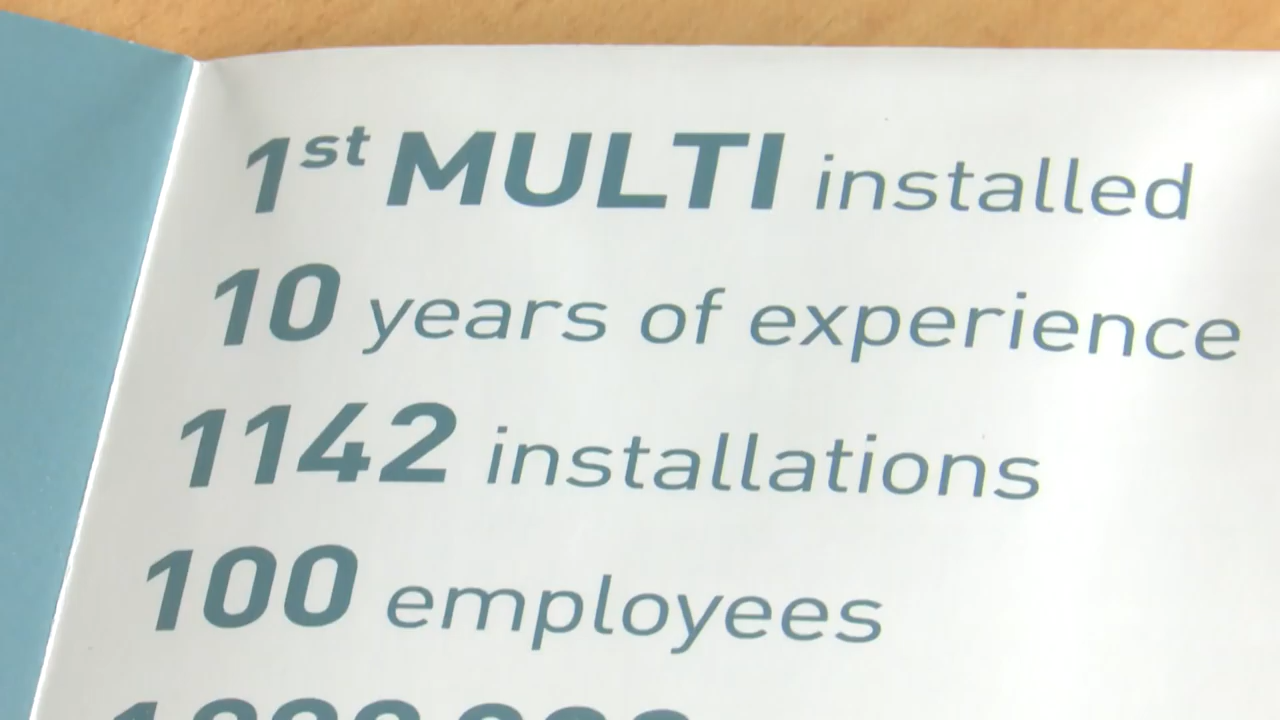 1st MULTI installed
10 years of experience
1142 installations
100 employees